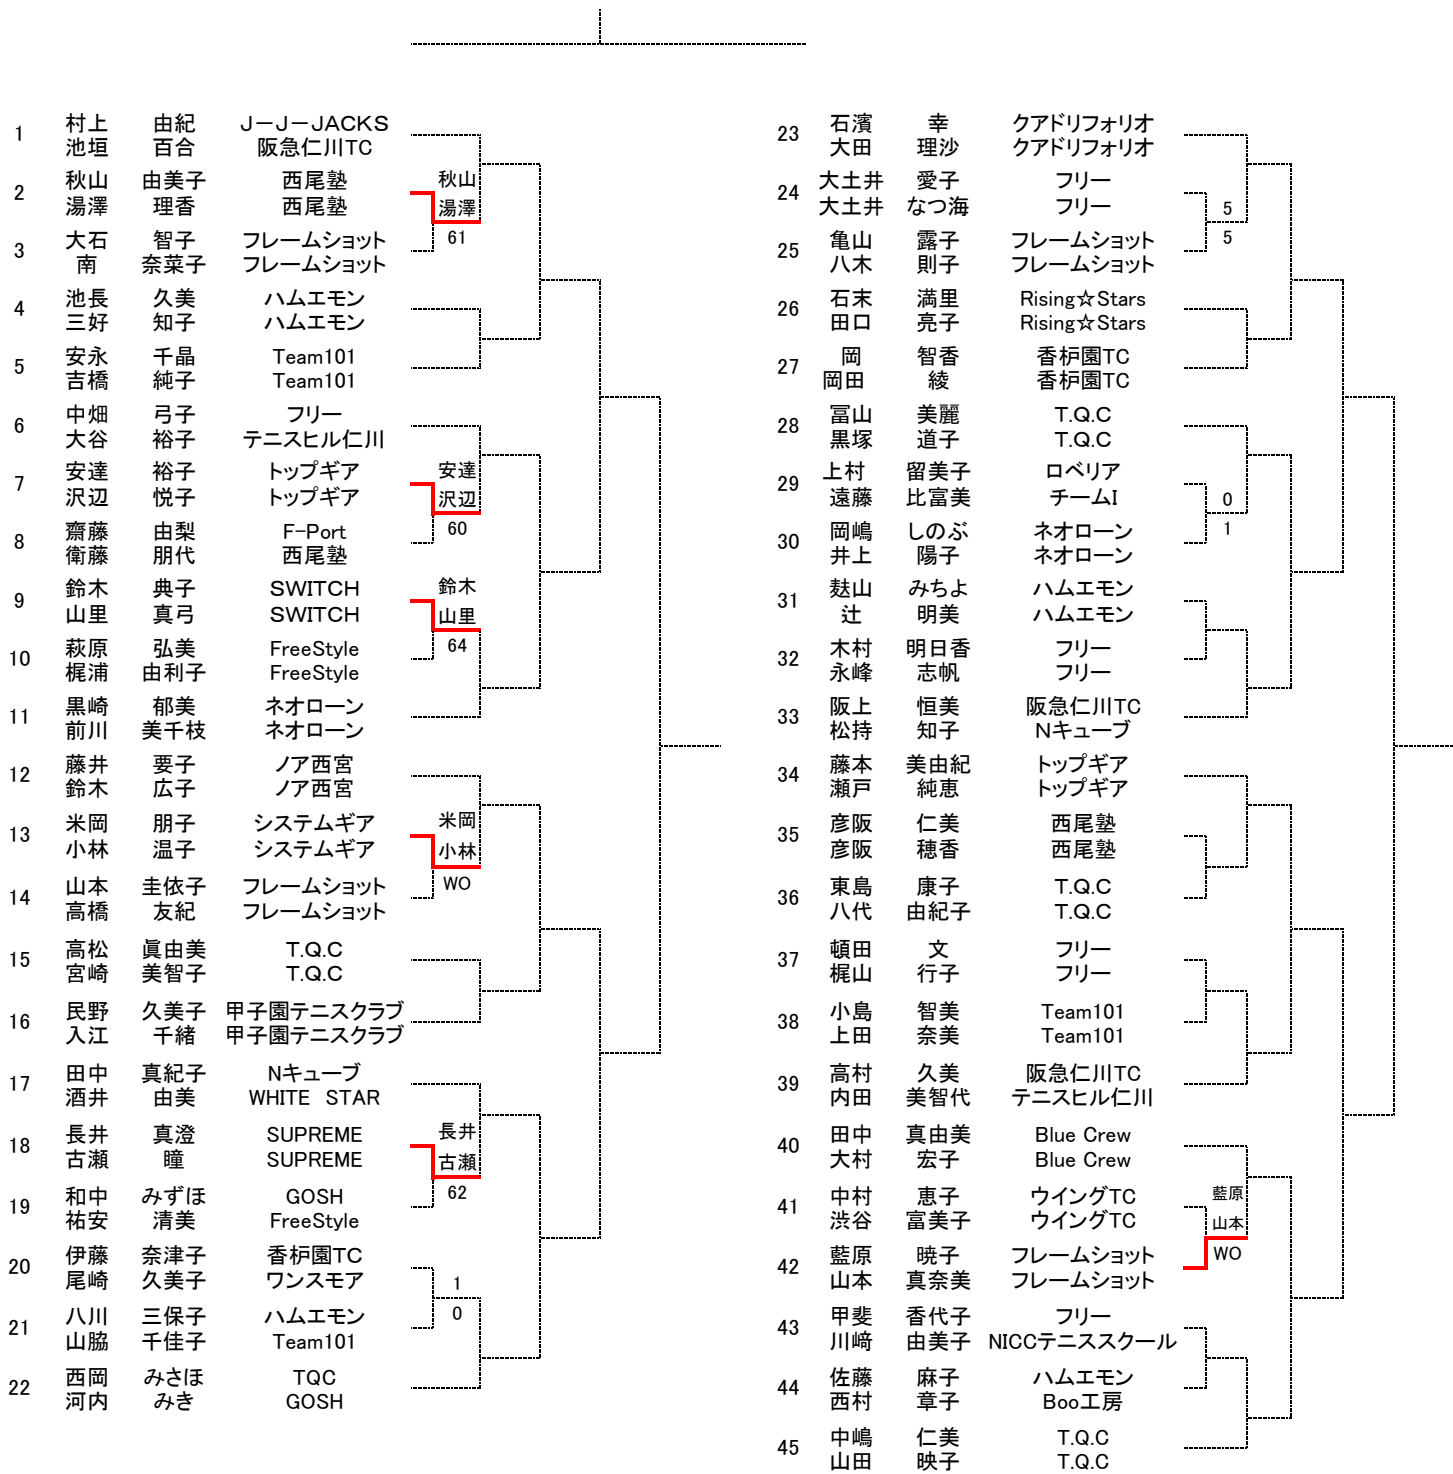 1 村上 由紀 J－J－JACKS
池垣 百合 阪急仁川TC
2 秋山 由美子 西尾塾 秋山
湯澤 理香 西尾塾 湯澤
61
3 大石 智子 フレームショット
南 奈菜子 フレームショット
4 池長 久美 ハムエモン
三好 知子 ハムエモン
5 安永 千晶 Team101
吉橋 純子 Team101
6 中畑 弓子 フリー
大谷 裕子 テニスヒル仁川
7 安達 裕子 トップギア 安達
沢辺 悦子 トップギア 沢辺
60
8 齋藤 由梨 F-Port
衛藤 朋代 西尾塾
9 鈴木 典子 SWITCH 鈴木
山里 真弓 SWITCH 山里
64
10 萩原 弘美 FreeStyle
梶浦 由利子 FreeStyle
11 黒崎 郁美 ネオローン
前川 美千枝 ネオローン
12 藤井 要子 ノア西宮
鈴木 広子 ノア西宮
13 米岡 朋子 システムギア 米岡
小林 温子 システムギア 小林
WO
14 山本 圭依子 フレームショット
高橋 友紀 フレームショット
15 高松 眞由美 T.Q.C
宮崎 美智子 T.Q.C
16 民野 久美子 甲子園テニスクラブ
入江 千緒 甲子園テニスクラブ
17 田中 真紀子 Nキューブ
酒井 由美 WHITE STAR
18 長井 真澄 SUPREME 長井
古瀬 瞳 SUPREME 古瀬
62
19 和中 みずほ GOSH
祐安 清美 FreeStyle
20 伊藤 奈津子 香枦園TC
尾崎 久美子 ワンスモア 1
0
21 八川 三保子 ハムエモン
山脇 千佳子 Team101
22 西岡 みさほ TQC
河内 みき GOSH
23 石濱 幸 クアドリフォリオ
大田 理沙 クアドリフォリオ
24 大土井 愛子 フリー
大土井 なつ海 フリー 5
5
25 亀山 露子 フレームショット
八木 則子 フレームショット
26 石末 満里 Rising☆Stars
田口 亮子 Rising☆Stars
27 岡 智香 香枦園TC
岡田 綾 香枦園TC
28 冨山 美麗 T.Q.C
黒塚 道子 T.Q.C
29 上村 留美子 ロベリア
遠藤 比富美 チームI 0
1
30 岡嶋 しのぶ ネオローン
井上 陽子 ネオローン
31 麸山 みちよ ハムエモン
辻 明美 ハムエモン
32 木村 明日香 フリー
永峰 志帆 フリー
33 阪上 恒美 阪急仁川TC
松持 知子 Nキューブ
34 藤本 美由紀 トップギア
瀬戸 純恵 トップギア
35 彦阪 仁美 西尾塾
彦阪 穂香 西尾塾
36 東島 康子 T.Q.C
八代 由紀子 T.Q.C
37 頓田 文 フリー
梶山 行子 フリー
38 小島 智美 Team101
上田 奈美 Team101
39 高村 久美 阪急仁川TC
内田 美智代 テニスヒル仁川
40 田中 真由美 Blue Crew
大村 宏子 Blue Crew
41 中村 恵子 ウイングTC 藍原
渋谷 富美子 ウイングTC 山本
WO
42 藍原 暁子 フレームショット
山本 真奈美 フレームショット
43 甲斐 香代子 フリー
川﨑 由美子 NICCテニススクール
44 佐藤 麻子 ハムエモン
西村 章子 Boo工房
45 中嶋 仁美 T.Q.C
山田 映子 T.Q.C